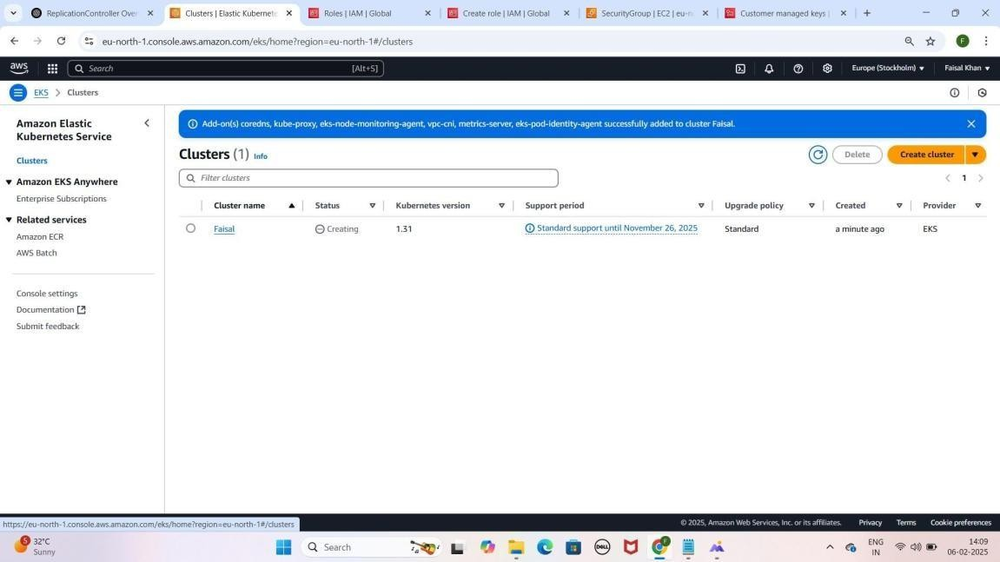 ReplicationController Over
Clusters | Elastic Kubernete
Roles | IAM | Global
Create role | IAM | Global
SecurityGroup | EC2 | eu-n
Customer managed keys |
eu-north-1.console.aws.amazon.com/eks/home?region=eu-north-1#/clusters
F
aws
Search
[Alt+S]
Europe (Stockholm)
Faisal Khan
EKS
Clusters
Amazon Elastic
Kubernetes Service
Clusters
Amazon EKS Anywhere
Enterprise Subscriptions
Related services
Amazon ECR
AWS Batch
Console settings
Documentation
Submit feedback
Add-on(s) coredns, kube-proxy, eks-node-monitoring-agent, vpc-cni, metrics-server, eks-pod-identity-agent successfully added to cluster Faisal.
Clusters (1) Info
Delete
Create cluster
Filter clusters
1
Cluster name
Status
Kubernetes version
Support period
Upgrade policy
Created
Provider
Faisal
Creating
1.31
Standard support until November 26, 2025
Standard
a minute ago
EKS
https://eu-north-1.console.aws.amazon.com/eks/home?region=eu-north-1#/clusters
© 2025, Amazon Web Services, Inc. or its affiliates.
Privacy
Terms
Cookie preferences
5
32°C
Sunny
Search
DELL
F
ENG
IN
14:09
06-02-2025